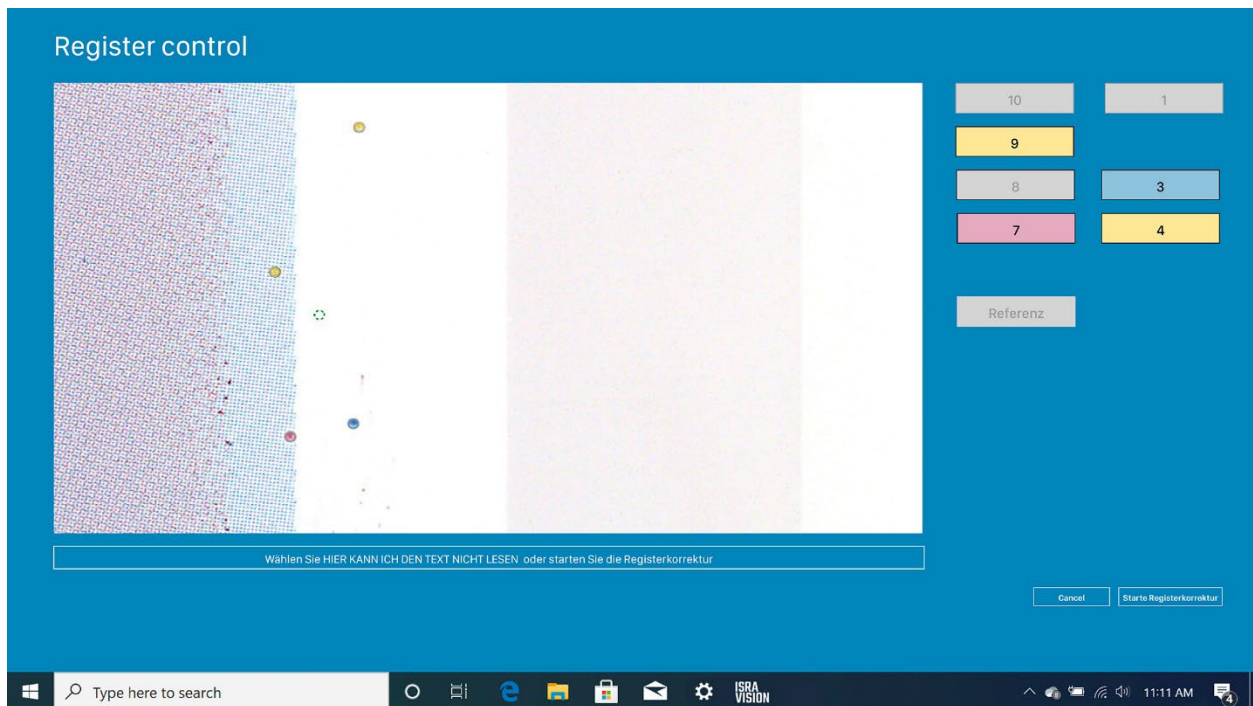 Register control
10
1
9
8
3
7
4
Referenz
Wählen Sie HIER KANN ICH DEN TEXT NICHT LESEN oder starten Sie die Registerkorrektur
Cancel
Starte Registerkorrektur
Type here to search
ISRA
VISION
11:11 AM
4